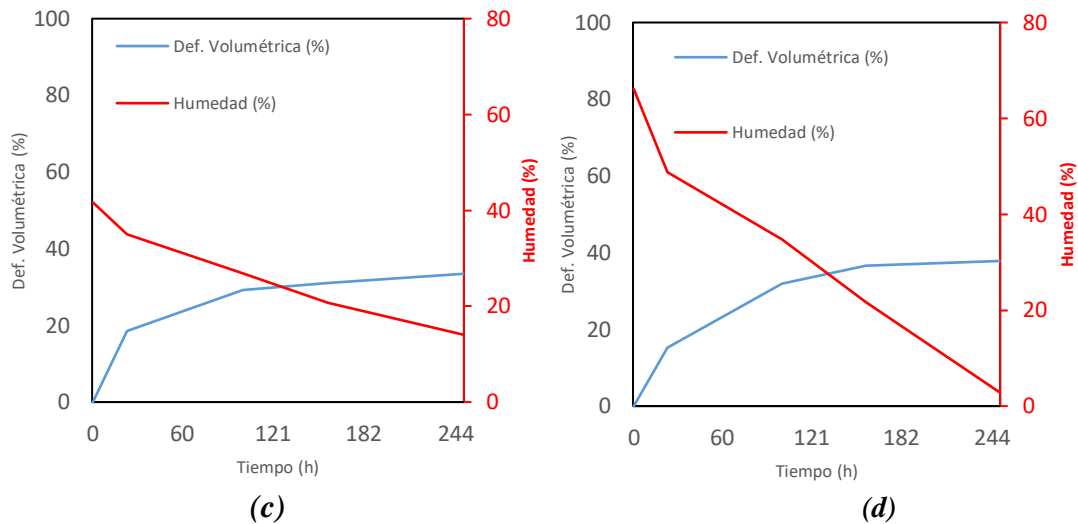 100
80
60
40
20
0
Def. Volumétrica (%)
Def. Volumétrica (%)
Humedad (%)
80
60
40
20
0
Humedad (%)
0 60 121 182 244
Tiempo (h)
(c)
100
80
60
40
20
0
Def. Volumétrica (%)
Def. Volumétrica (%)
Humedad (%)
80
60
40
20
0
Humedad (%)
0 60 121 182 244
Tiempo (h)
(d)